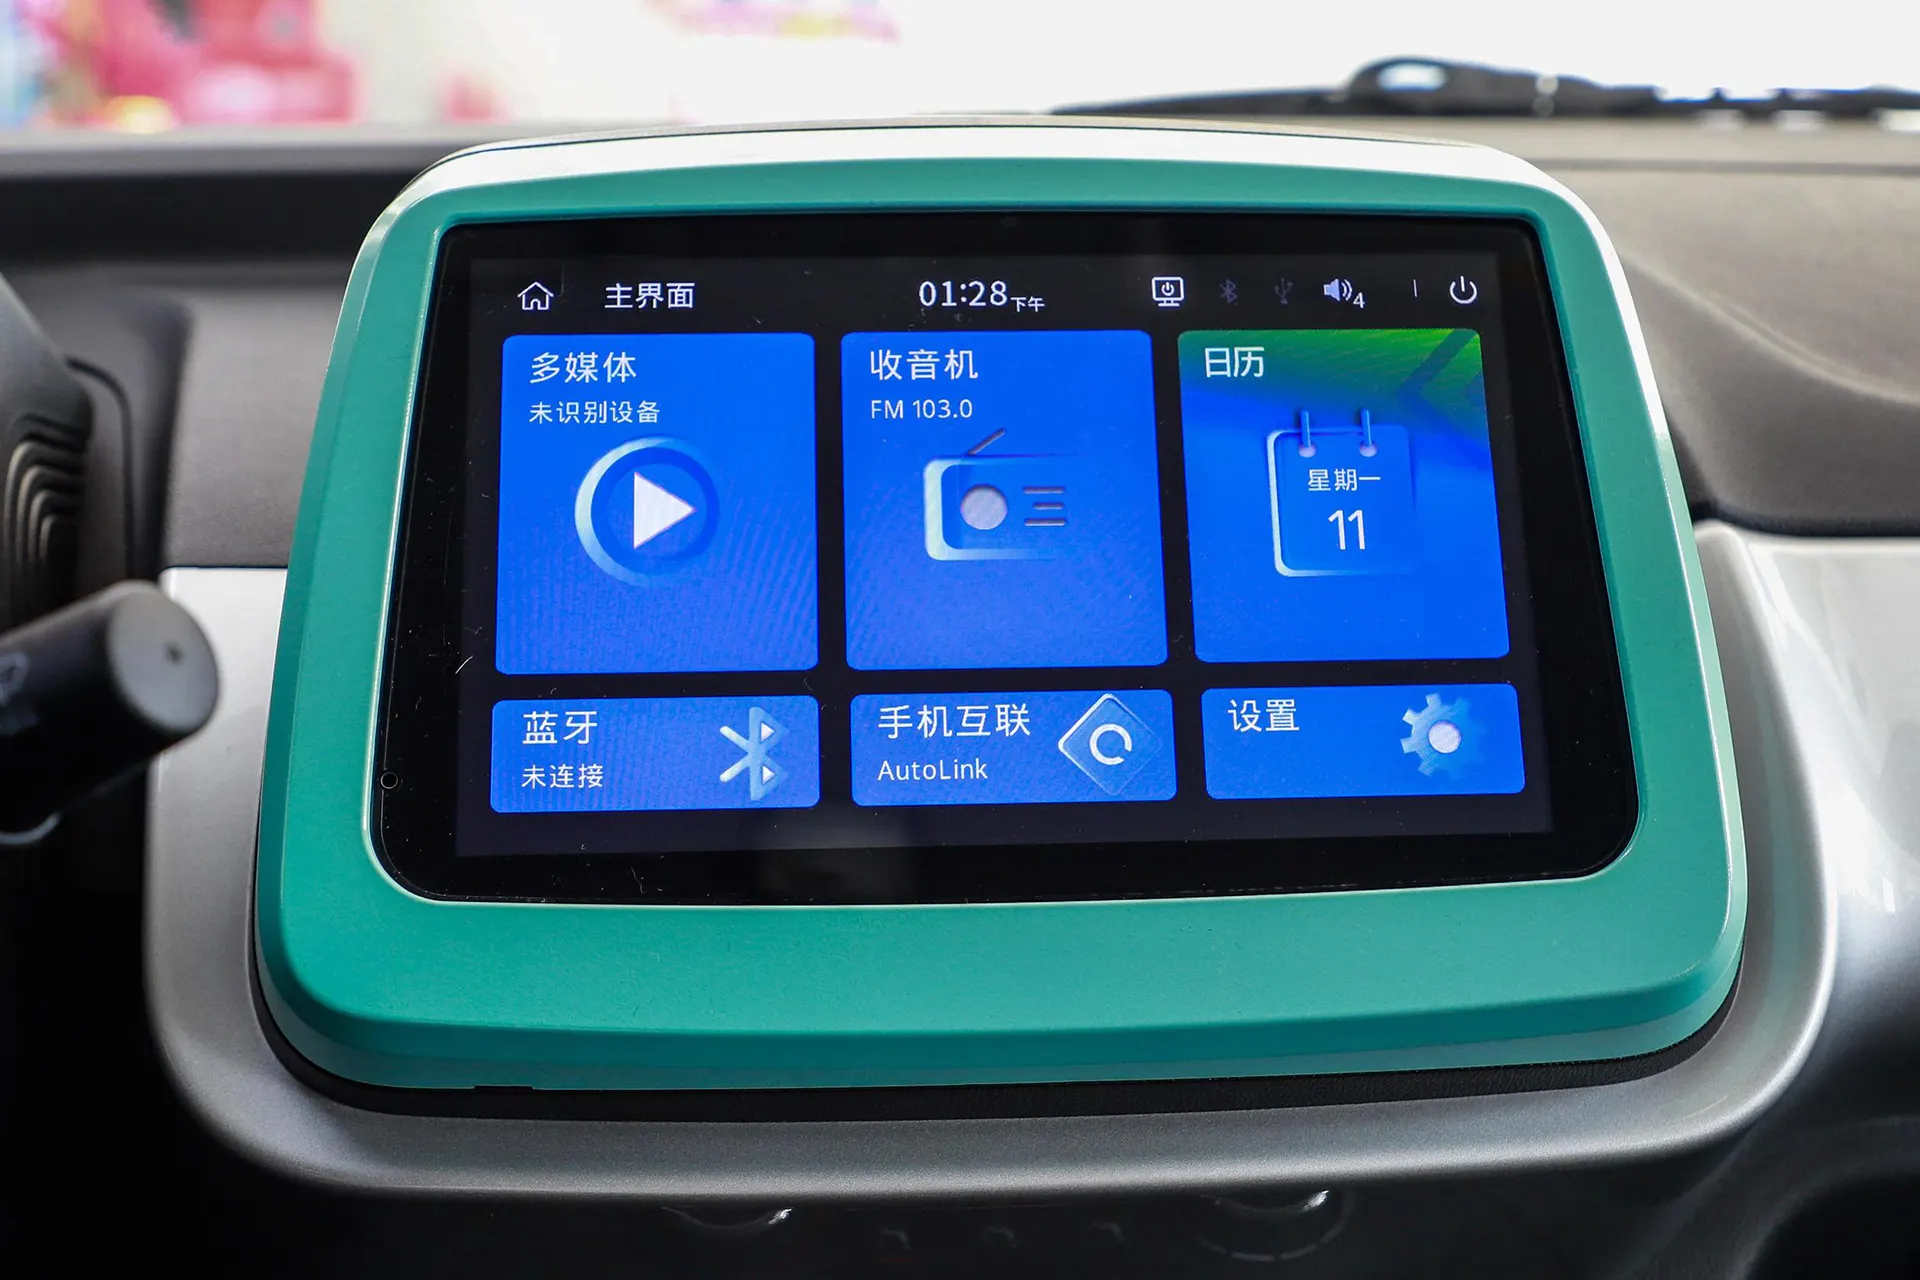 主界面
01:28下午
4
多媒体
未识别设备
收音机
FM 103.0
日历
星期一
11
蓝牙
未连接
手机互联
AutoLink
设置